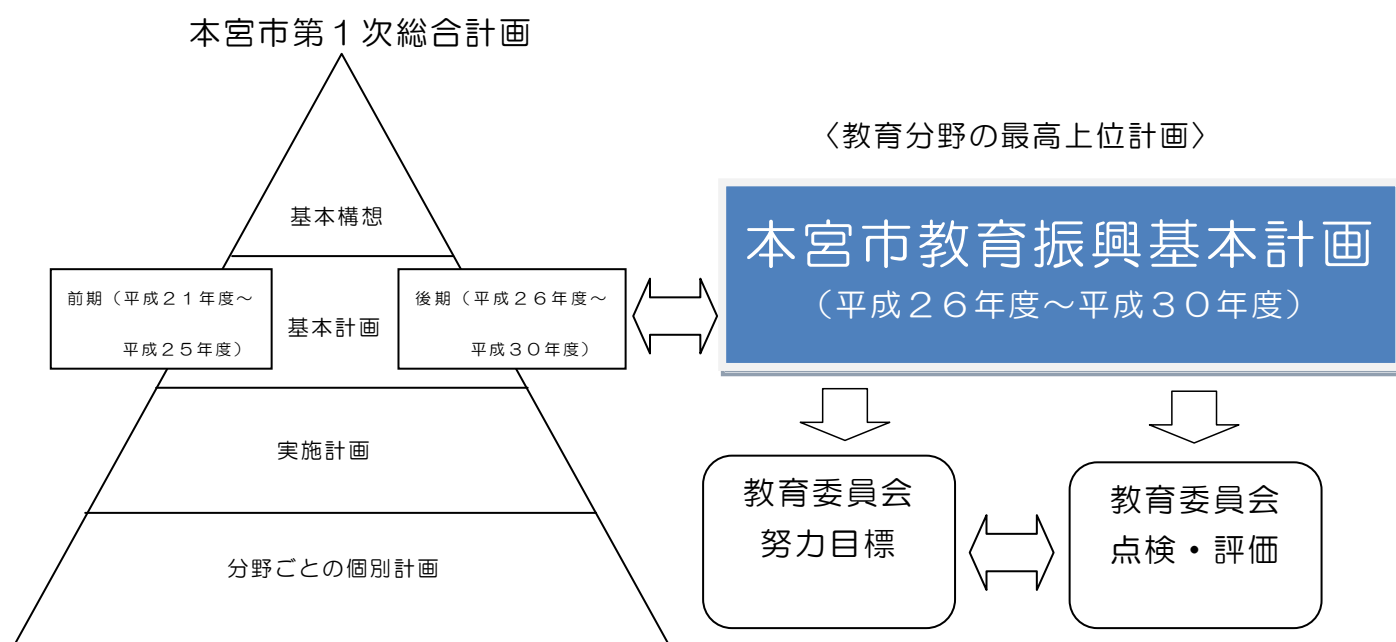 本宮市第１次総合計画
基本構想
前期（平成２１年度～
平成２５年度）
基本計画
後期（平成２６年度～
平成３０年度）
実施計画
分野ごとの個別計画
〈教育分野の最高上位計画〉
本宮市教育振興基本計画
（平成２６年度～平成３０年度）
教育委員会
努力目標
教育委員会
点検・評価